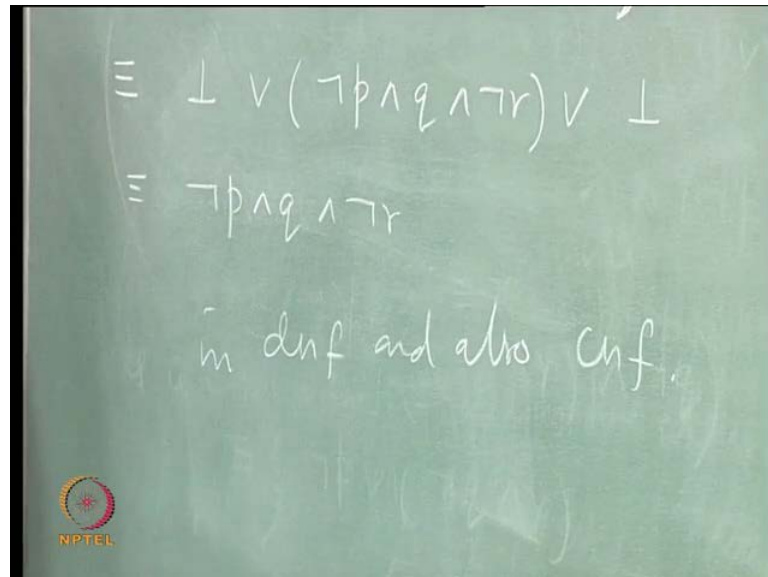 ≡ ⊥ ∨ (¬p ∧ q ∧ ¬r) ∨ ⊥
≡ ¬p ∧ q ∧ ¬r
in dnf and also cnf.
NPTEL